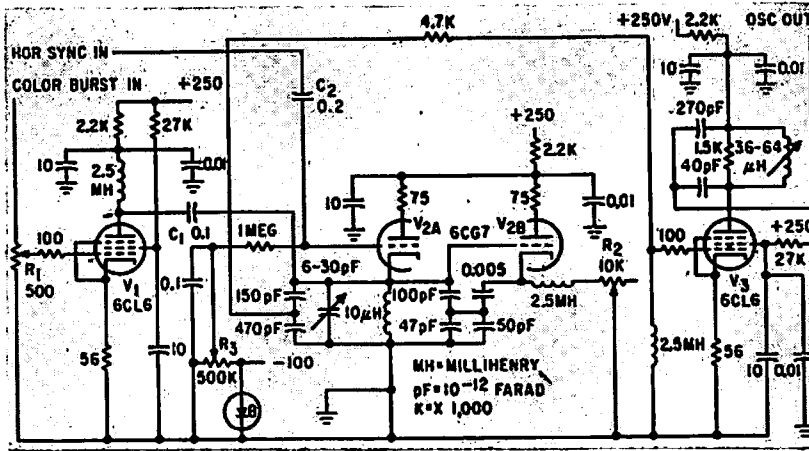 4.7K
+250V
2.2K
OSC OUT
HOR SYNC IN
COLOR BURST IN
+250
C2
0.2
10
0.01
2.2K
27K
+250
2.2K
270pF
10
2.5
MH
0.01
75
75
1.5K
36-64
μH
40pF
10
0.01
V2A
6CG7
V2B
C1 0.1
1MEG
R2
10K
+250
27K
100
100
R1
500
V1
6CL6
0.1
6-30pF
150pF
10μH
100pF
0.005
2.5MH
V3
6CL6
470pF
47pF
50pF
56
10
R3
500K
-100
MH=MILLIHENRY
pF=10-12 FARAD
K=X 1,000
2.5MH
56
10
0.01